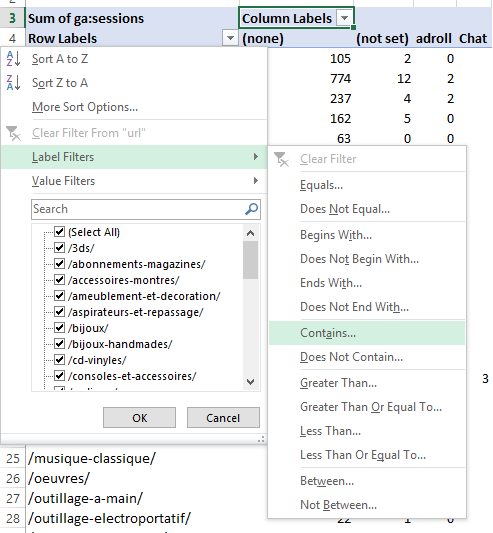 3 Sum of ga:sessions Column Labels
4 Row Labels (none) (not set) adroll Chat
Sort A to Z
Sort Z to A
More Sort Options...
Clear Filter From "url"
Label Filters
Value Filters
Search
(Select All)
/3ds/
/abonnements-magazines/
/accessoires-montres/
/ameublement-et-decoration/
/aspirateurs-et-repassage/
/bijoux/
/bijoux-handmades/
/cd-vinyles/
/consoles-et-accessoires/
OK Cancel
105 2 0
774 12 2
237 4 2
162 5 0
63 0 0
Clear Filter
Equals...
Does Not Equal...
Begins With...
Does Not Begin With...
Ends With...
Does Not End With...
Contains...
Does Not Contain...
Greater Than...
Greater Than Or Equal To...
Less Than...
Less Than Or Equal To...
Between...
Not Between...
3
25 /musique-classique/
26 /oeuvres/
27 /outillage-a-main/
28 /outillage-electroportatif/ 22 1 0